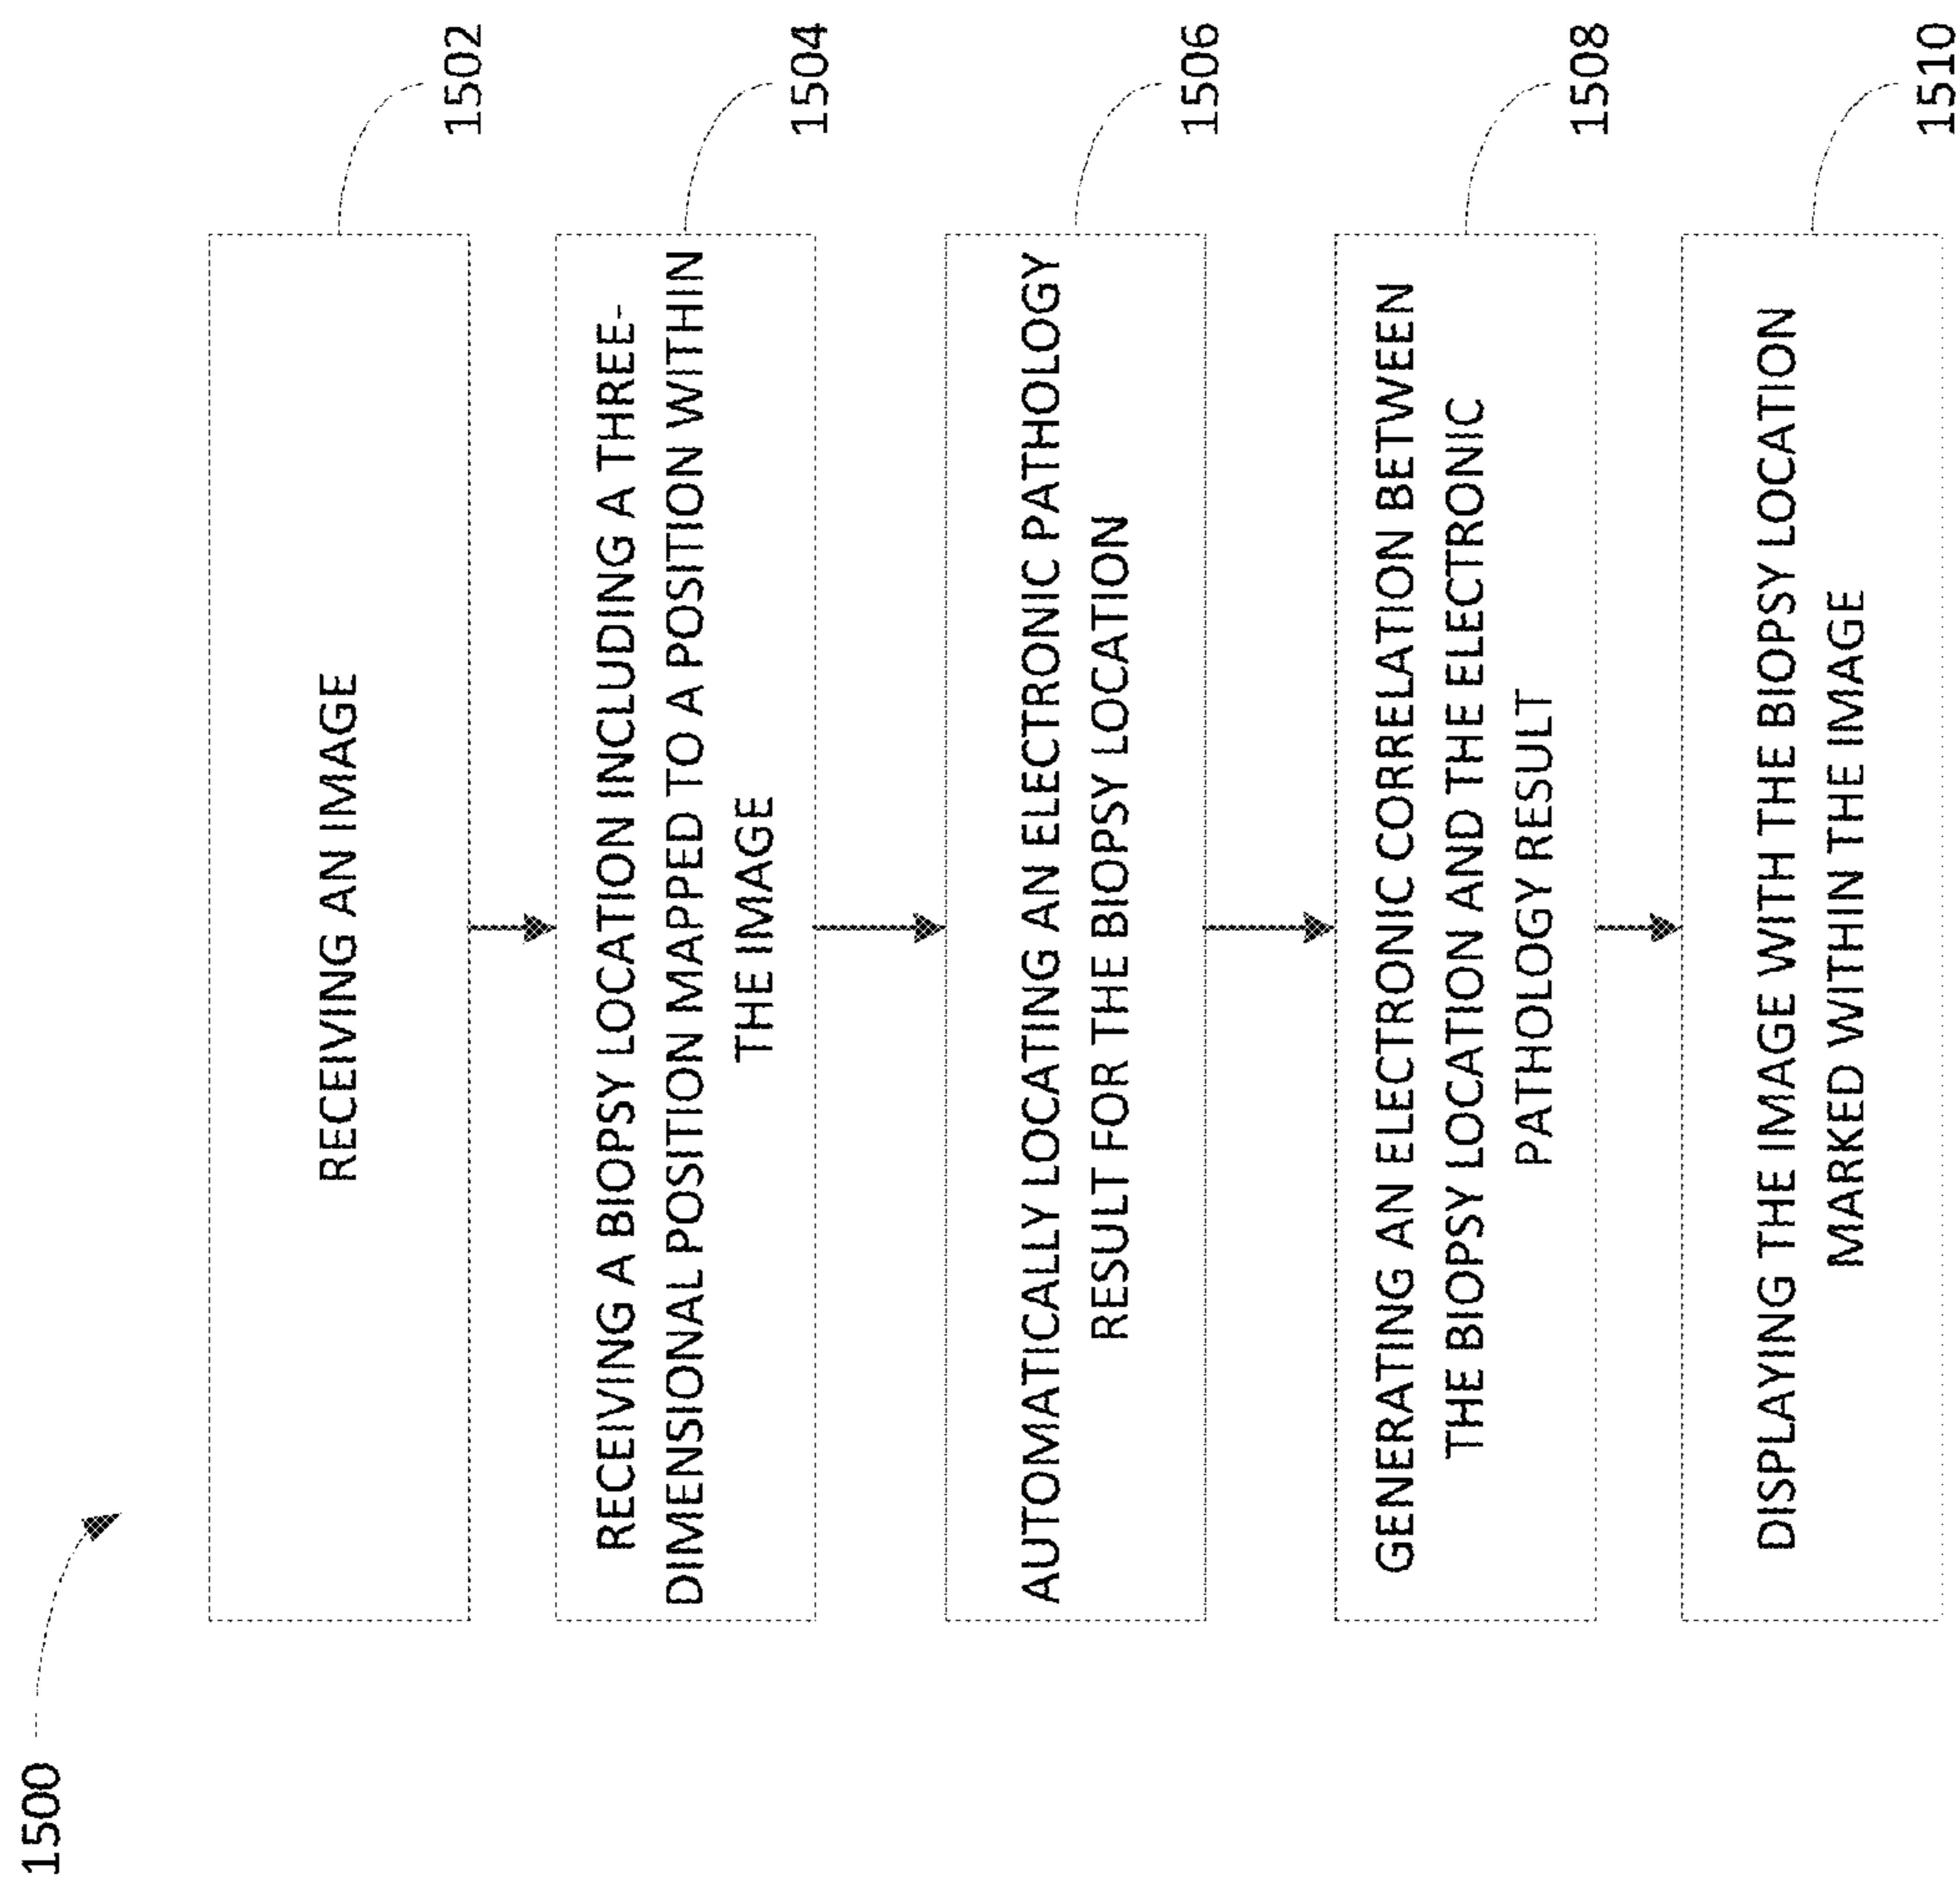 1500
RECEIVING AN IMAGE
1502
RECEIVING A BIOPSY LOCATION INCLUDING A THREE-
DIMENSIONAL POSITION MAPPED TO A POSITION WITHIN
THE IMAGE
1504
AUTOMATICALLY LOCATING AN ELECTRONIC PATHOLOGY
RESULT FOR THE BIOPSY LOCATION
1506
GENERATING AN ELECTRONIC CORRELATION BETWEEN
THE BIOPSY LOCATION AND THE ELECTRONIC
PATHOLOGY RESULT
1508
DISPLAYING THE IMAGE WITH THE BIOPSY LOCATION
MARKED WITHIN THE IMAGE
1510